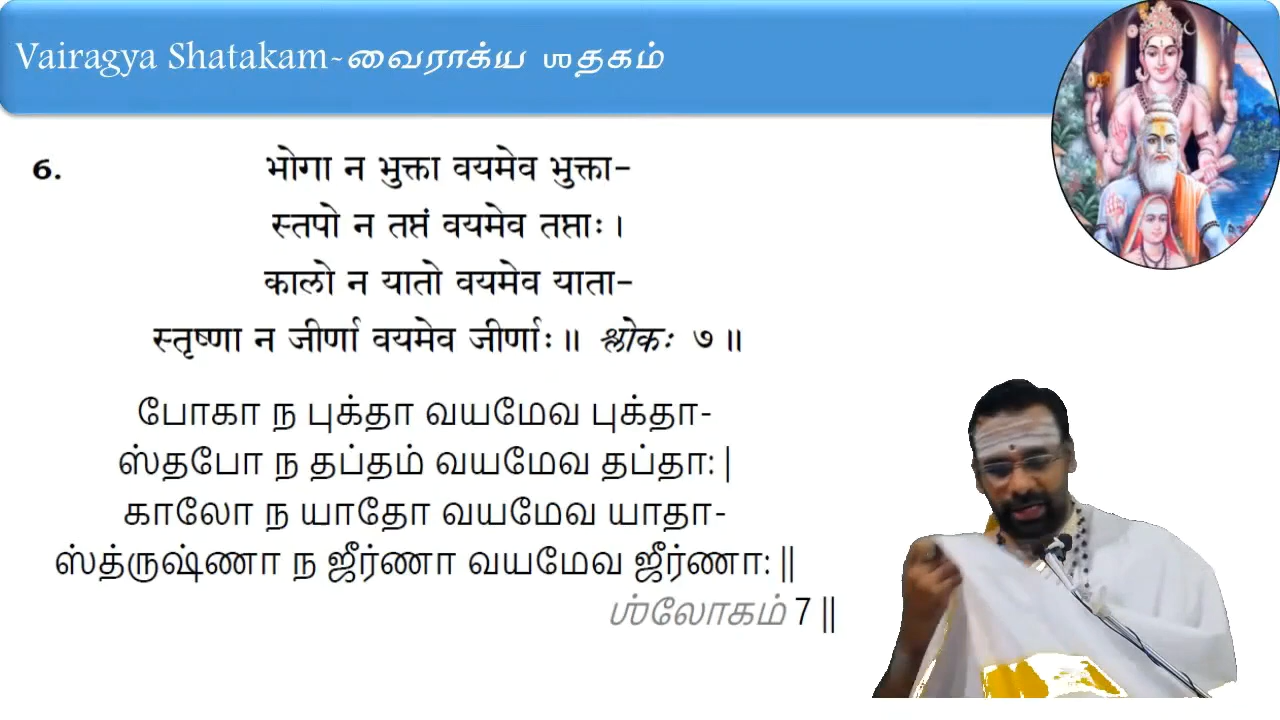 Vairagya Shatakam-வைராக்ய ஶதகம்
6.
भोगा न भुक्ता वयमेव भुक्ता-
स्तपो न तप्तं वयमेव तप्ताः ।
कालो न यातो वयमेव याता-
स्तृष्णा न जीर्णा वयमेव जीर्णाः ॥ श्लोकः ७ ॥
போகா ந புக்தா வயமேவ புக்தா-
ஸ்தபோ ந தப்தம் வயமேவ தப்தா: |
காலோ ந யாதோ வயமேவ யாதா-
ஸ்த்ருஷ்ணா ந ஜீர்ணா வயமேவ ஜீர்ணா: ||
ஶ்லோகம் 7 ||